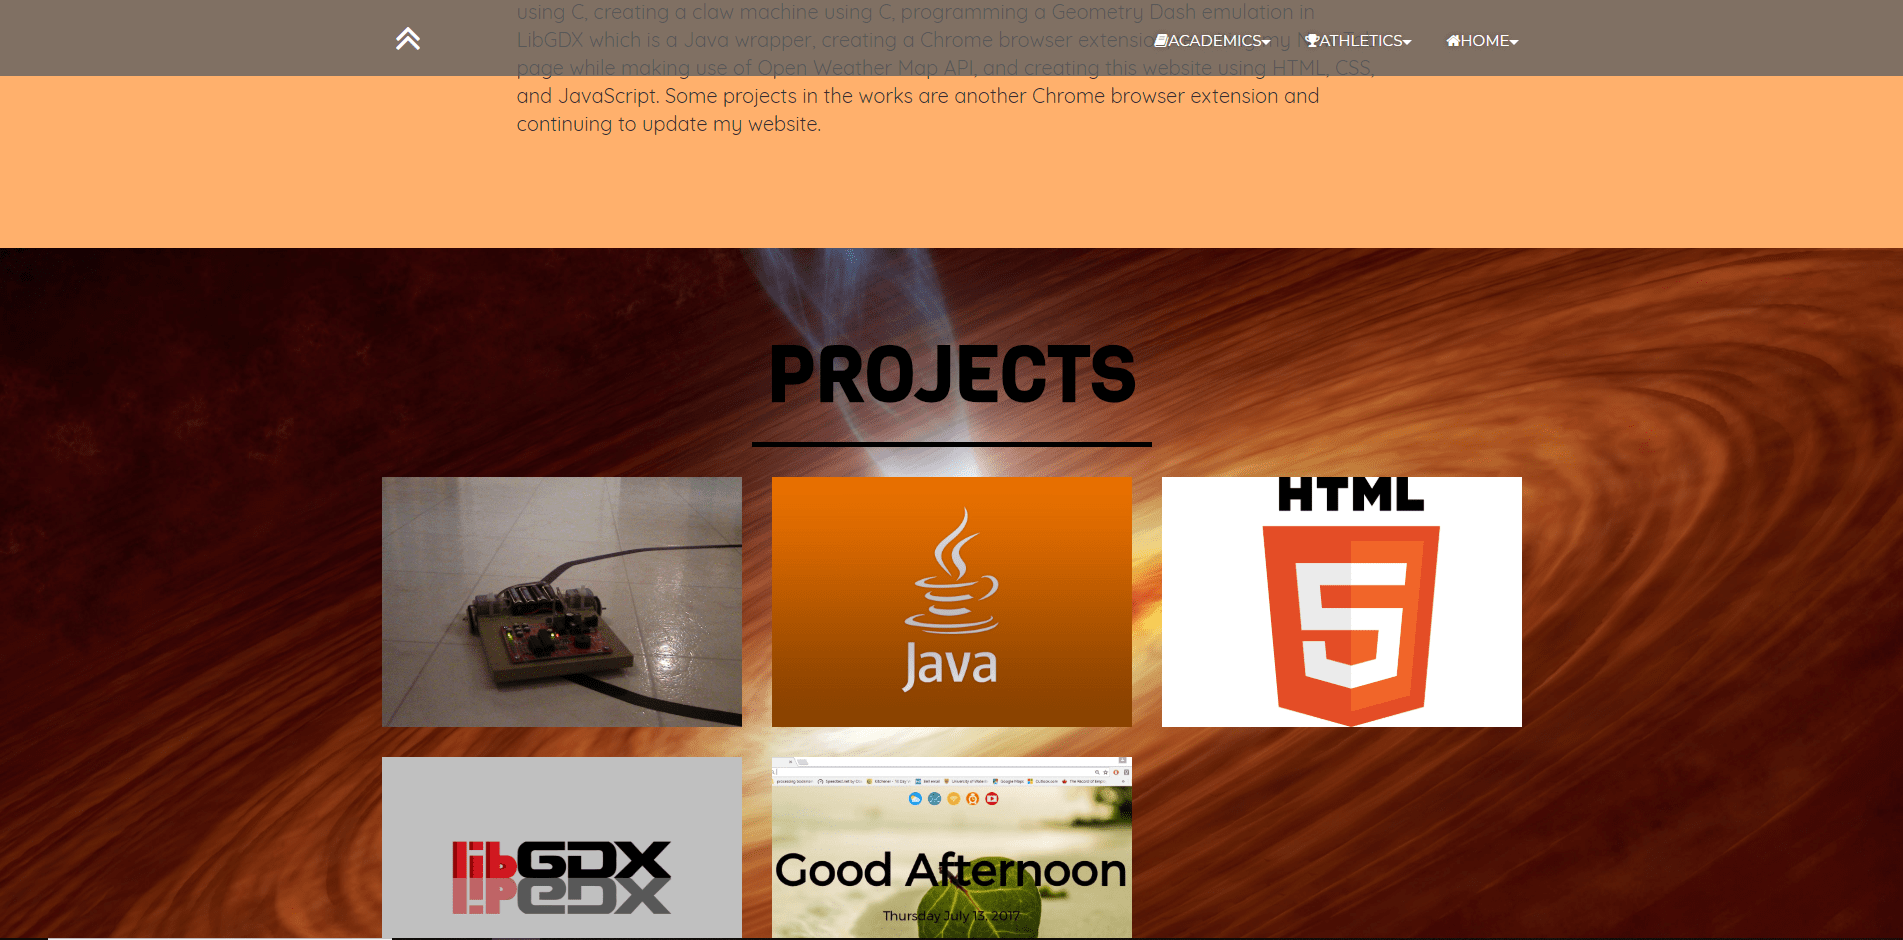 using C, creating a claw machine using C, programming a Geometry Dash emulation in
LibGDX which is a Java wrapper, creating a Chrome browser extension my New
ACADEMICS ATHLETICS HOME
page while making use of Open Weather Map API, and creating this website using HTML, CSS,
and JavaScript. Some projects in the works are another Chrome browser extension and
continuing to update my website.
PROJECTS
Java
HTML
5
libGDX
Good Afternoon
Thursday July 13, 2017